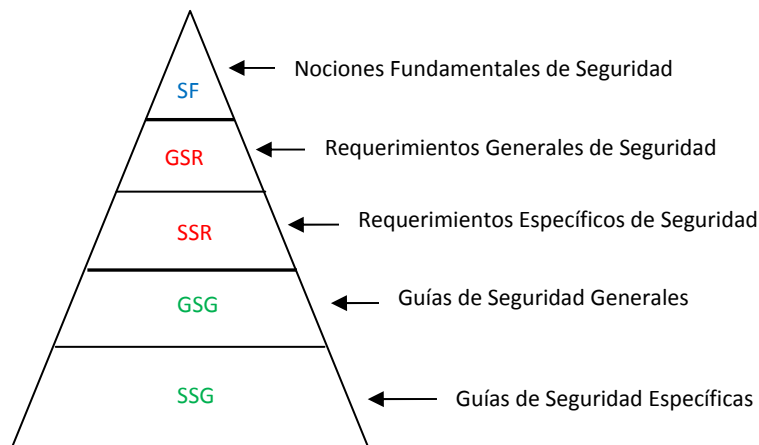 Nociones Fundamentales de Seguridad
SF
Requerimientos Generales de Seguridad
GSR
Requerimientos Específicos de Seguridad
SSR
Guías de Seguridad Generales
GSG
Guías de Seguridad Específicas
SSG